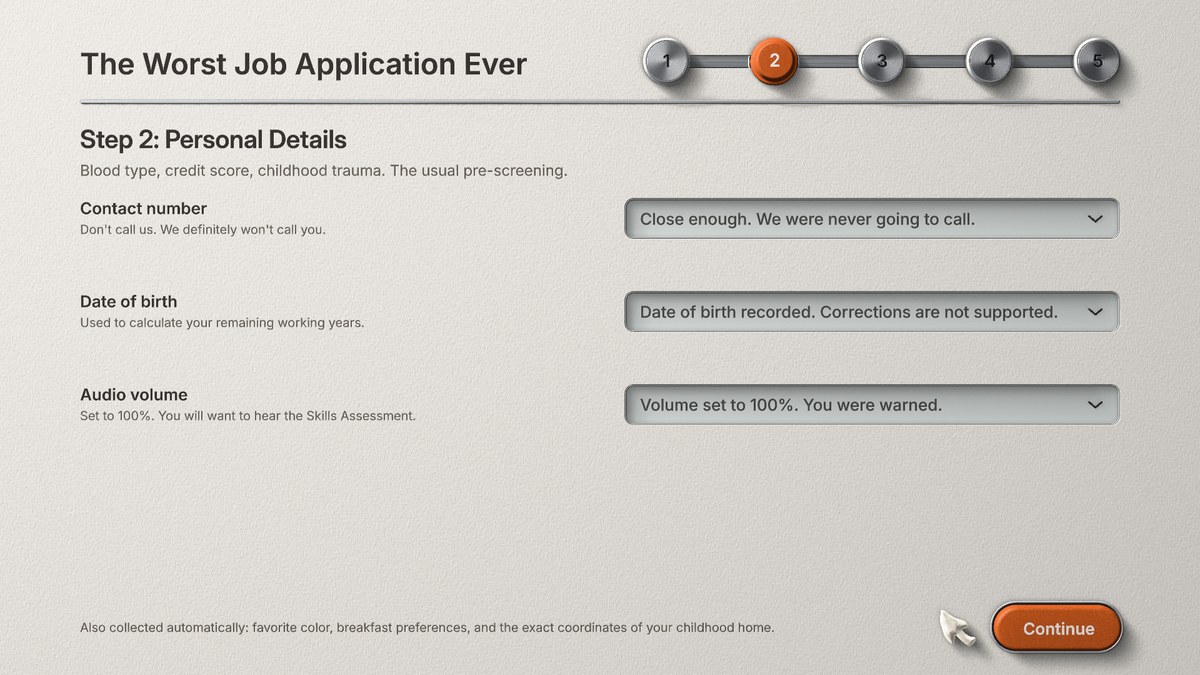 The Worst Job Application Ever
1 2 3 4 5
Step 2: Personal Details
Blood type, credit score, childhood trauma. The usual pre-screening.
Contact number
Don't call us. We definitely won't call you.
Close enough. We were never going to call.
Date of birth
Used to calculate your remaining working years.
Date of birth recorded. Corrections are not supported.
Audio volume
Set to 100%. You will want to hear the Skills Assessment.
Volume set to 100%. You were warned.
Also collected automatically: favorite color, breakfast preferences, and the exact coordinates of your childhood home.
Continue